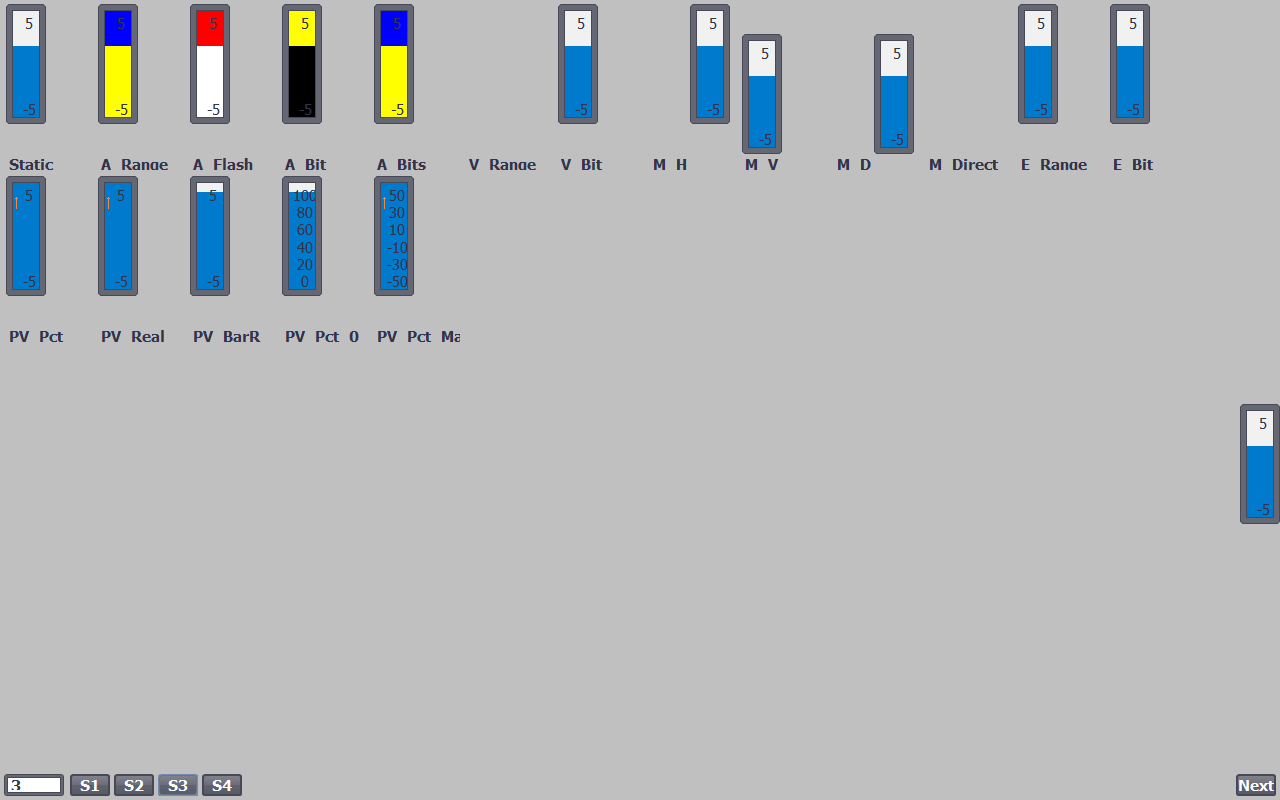 5 5 5 5 5 5 5 5 5
5 5
-5 -5 -5 -5 -5 -5 -5 -5 -5
-5 -5
Static A Range A Flash A Bit A Bits V Range V Bit M H M V M D M Direct E Range E Bit
5 5 5 100 50
80 30
60 10
40 -10
20 -30
-5 -5 -5 0 -50
PV Pct PV Real PV BarR PV Pct 0 PV Pct Ma
5
-5
3 S1 S2 S3 S4 Next